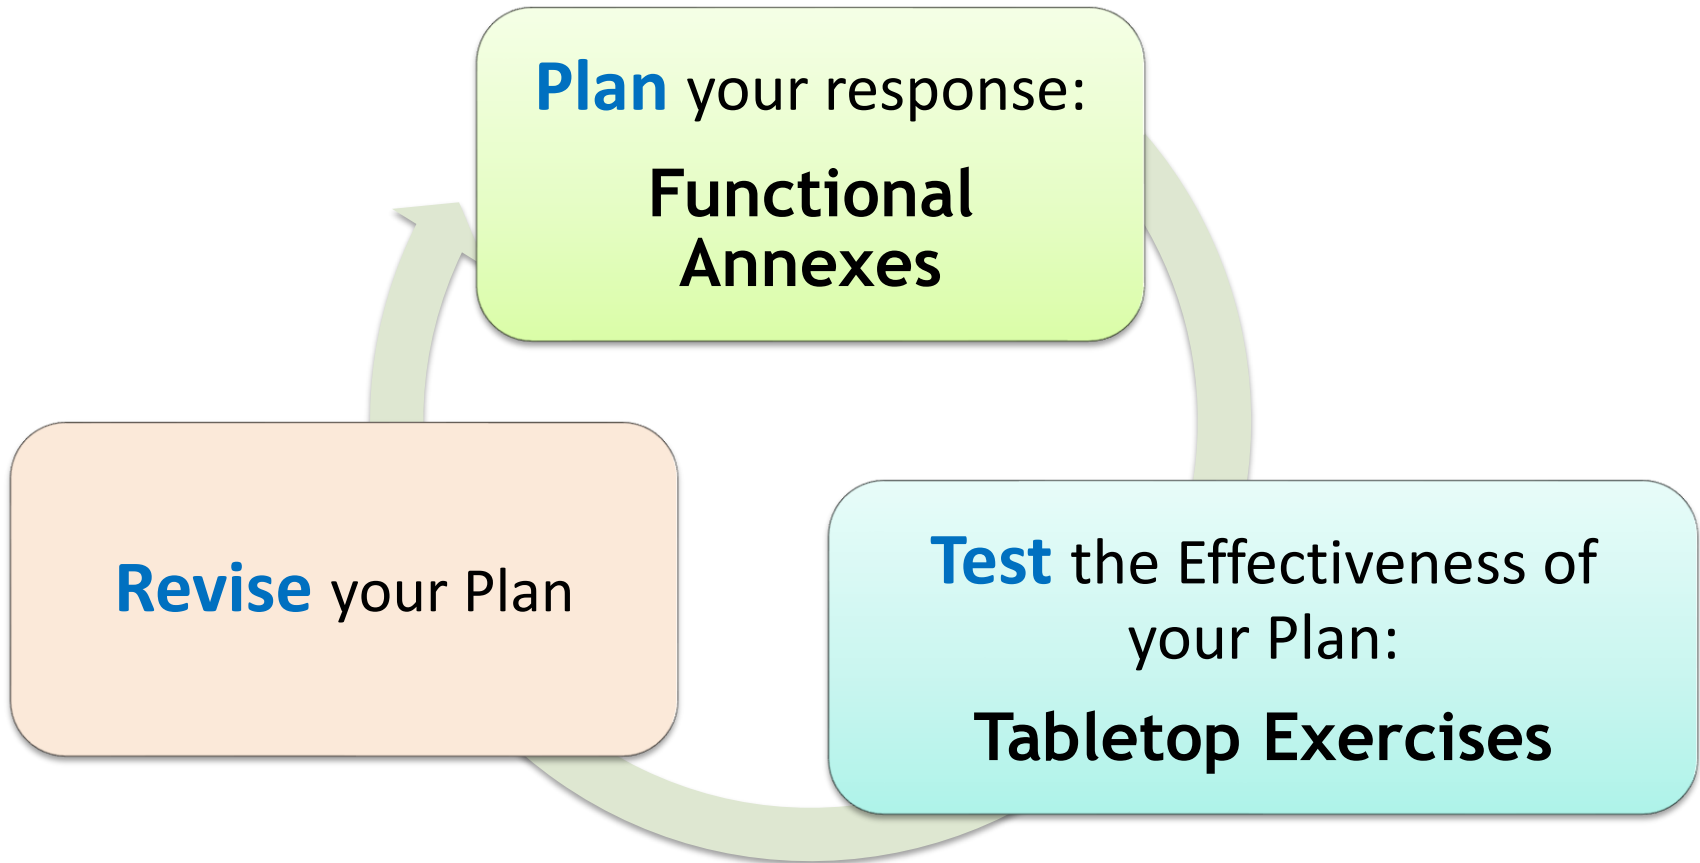 Plan your response:
Functional
Annexes
Test the Effectiveness of
your Plan:
Tabletop Exercises
Revise your Plan